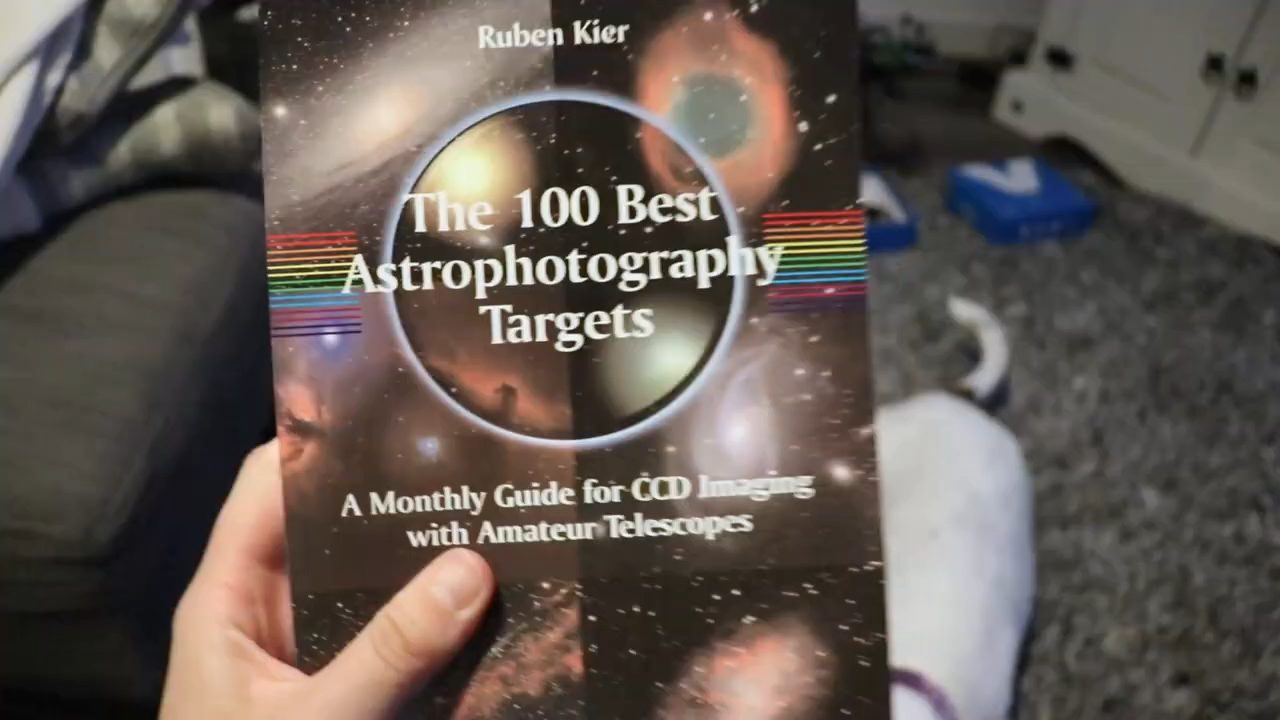 Ruben Kier
The 100 Best
Astrophotography
Targets
A Monthly Guide for CCD Imaging
with Amateur Telescopes